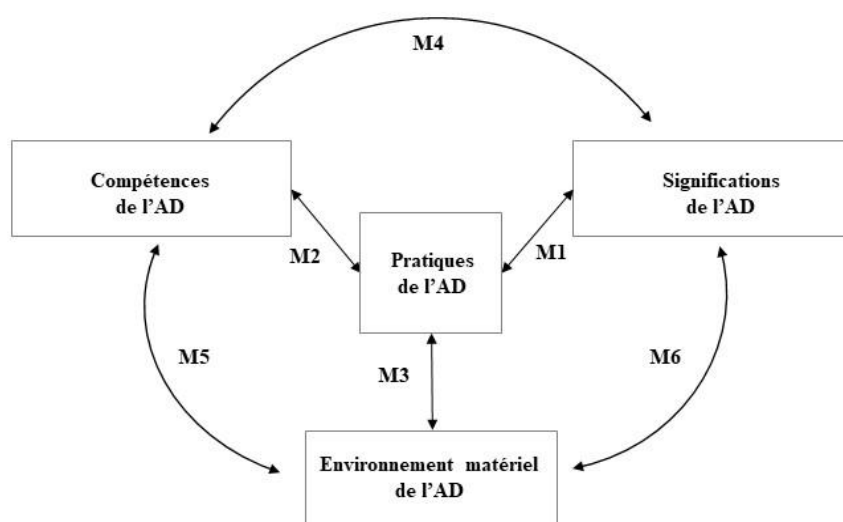 M4
Compétences
de l'AD
Significations
de l'AD
M2
Pratiques
de l'AD
M1
M5
M3
M6
Environnement matériel
de l'AD